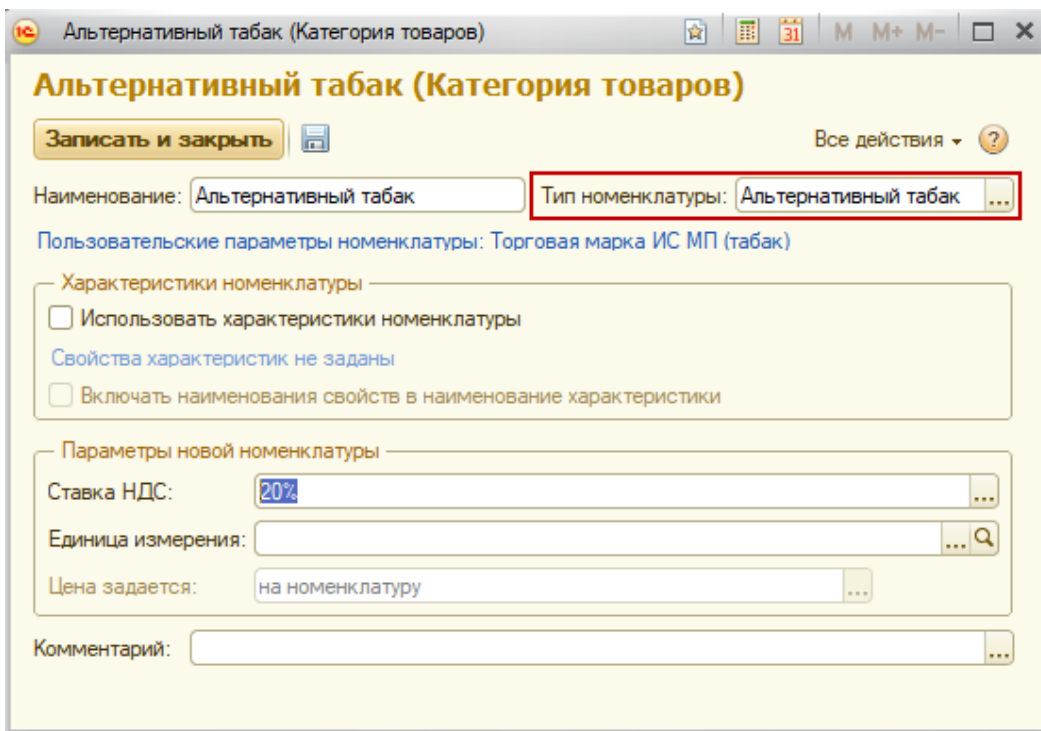 1С Альтернативный табак (Категория товаров) 31 M M+ M-
Альтернативный табак (Категория товаров)
Записать и закрыть Все действия ?
Наименование: Альтернативный табак Тип номенклатуры: Альтернативный табак ...
Пользовательские параметры номенклатуры: Торговая марка ИС МП (табак)
Характеристики номенклатуры
Использовать характеристики номенклатуры
Свойства характеристик не заданы
Включать наименования свойств в наименование характеристики
Параметры новой номенклатуры
Ставка НДС: 20% ...
Единица измерения: ...
Цена задается: на номенклатуру ...
Комментарий: ...